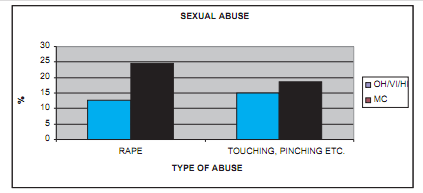 SEXUAL ABUSE
30
25
20
15
10
5
0
%
RAPE
TOUCHING, PINCHING ETC.
TYPE OF ABUSE
OH/VI/HI
MC